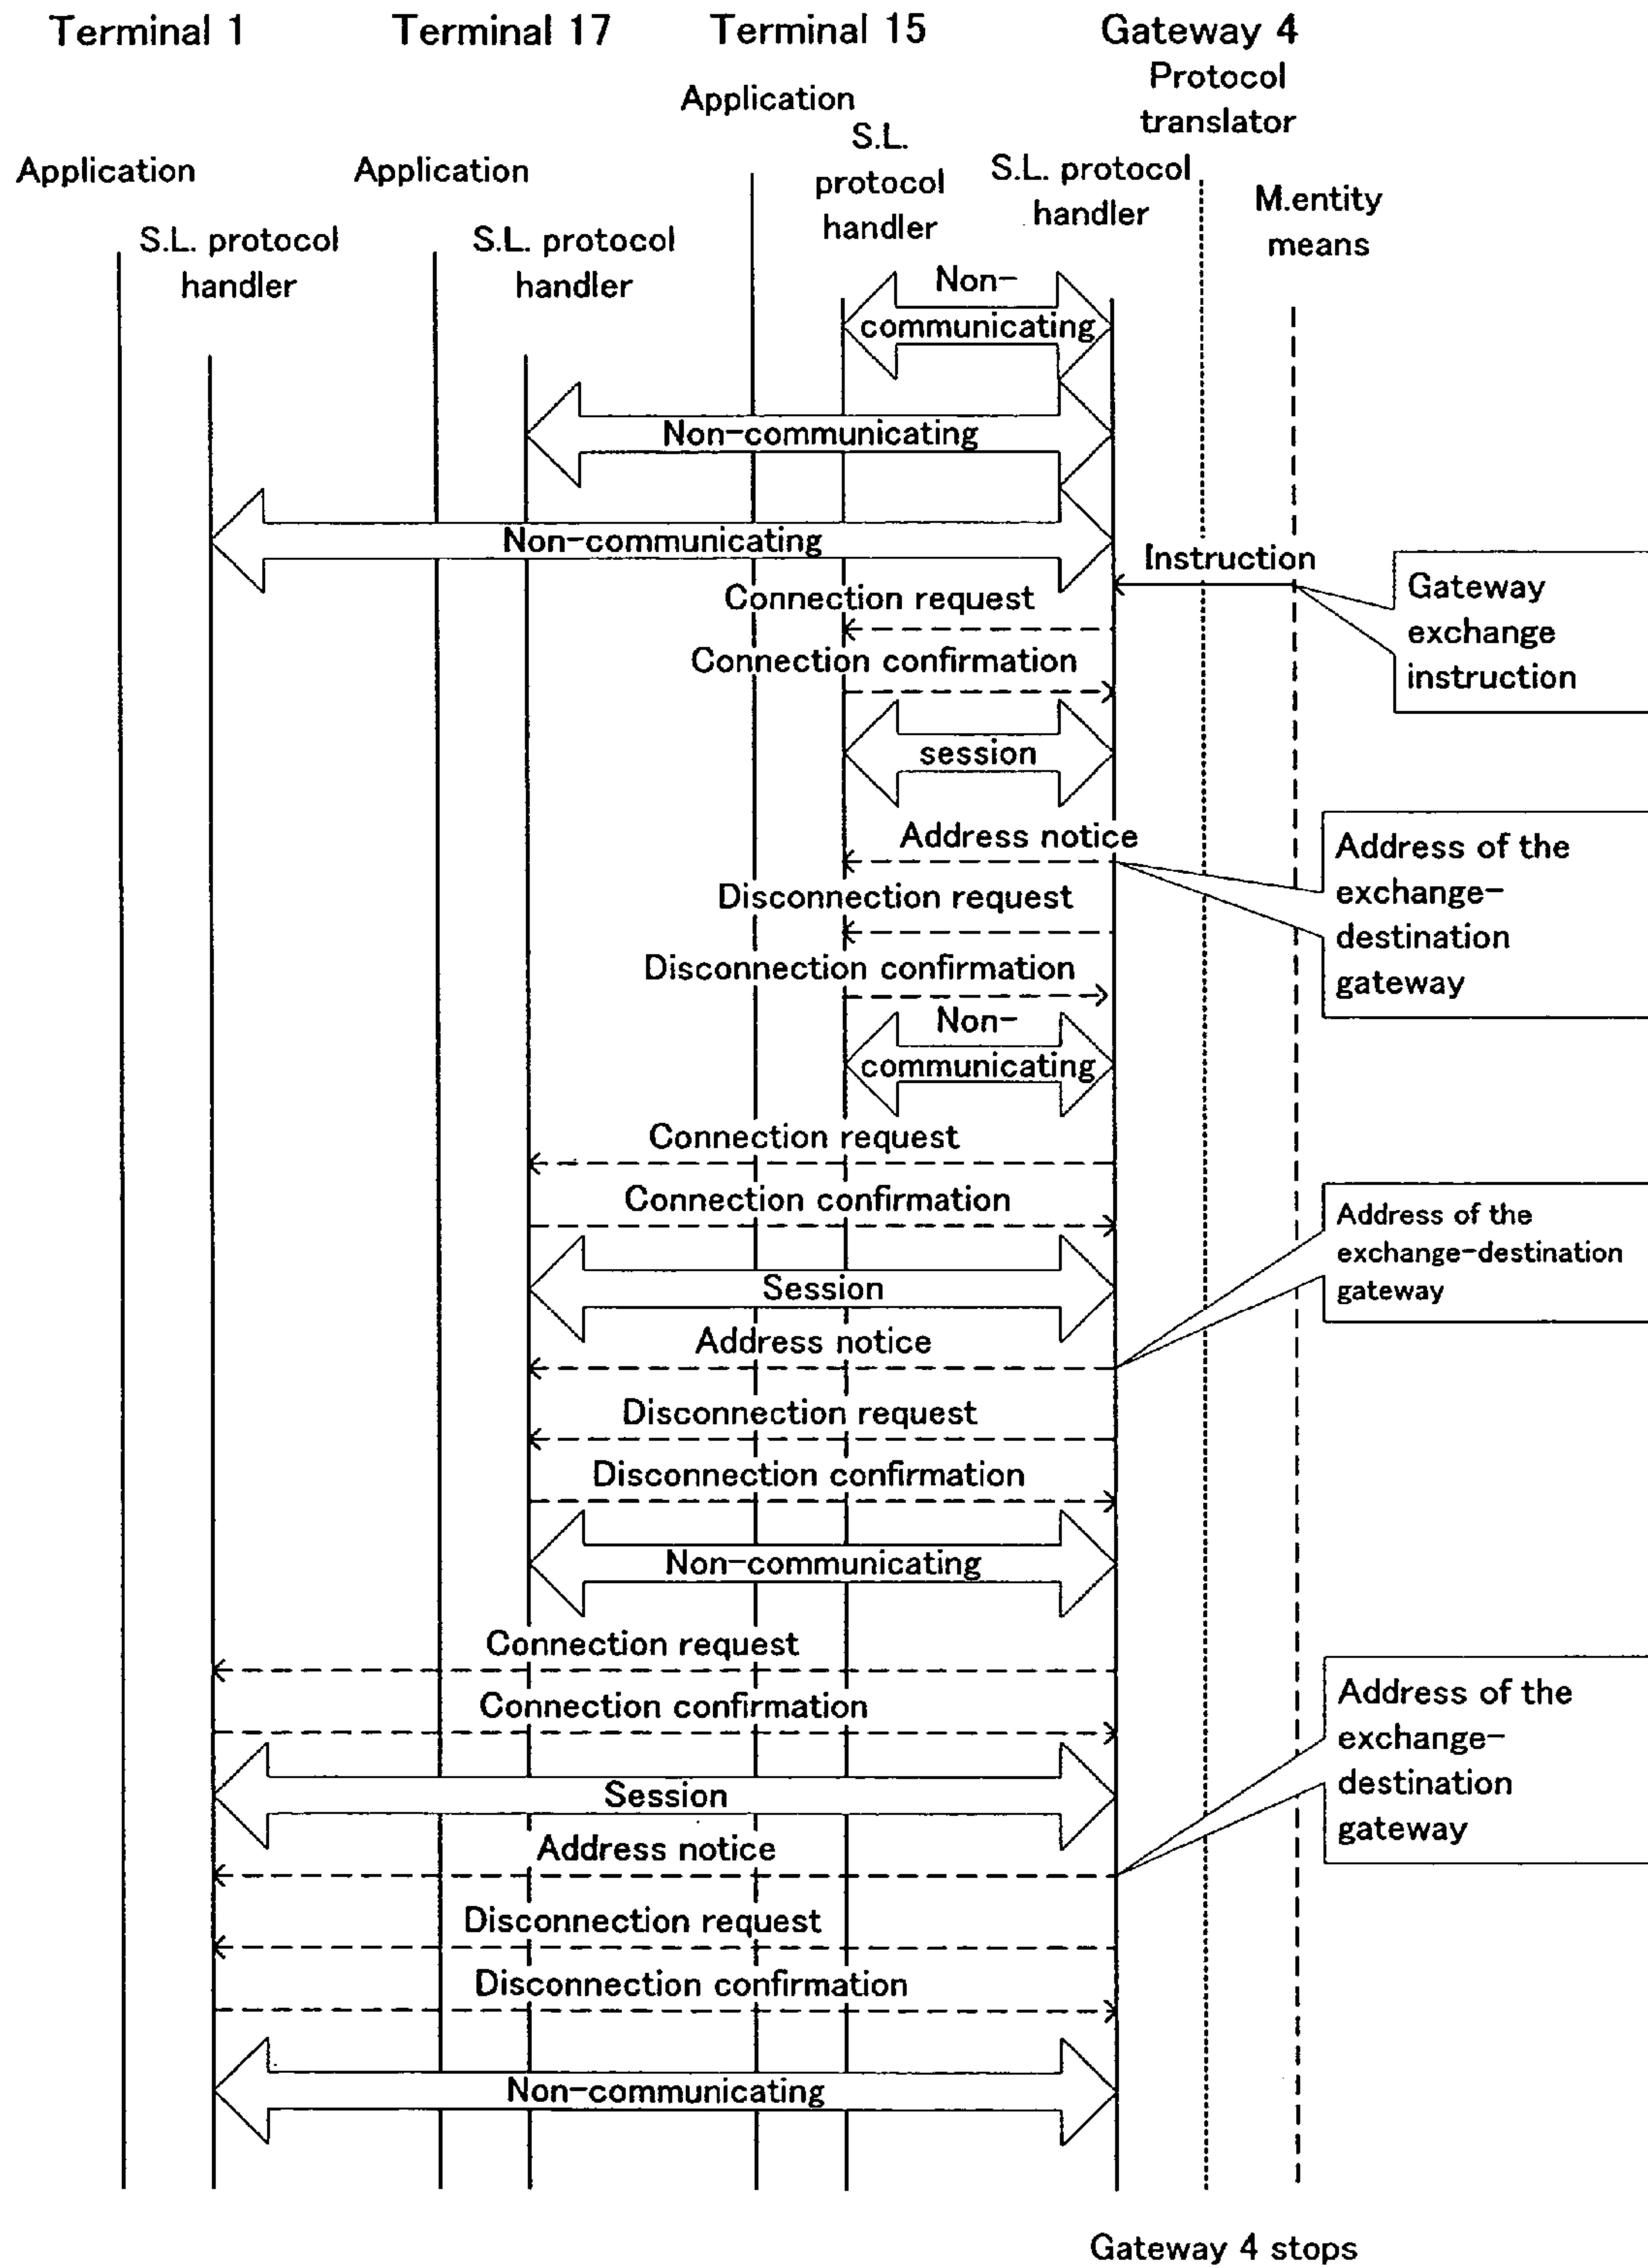 Terminal 1
Terminal 17
Terminal 15
Gateway 4
Protocol
translator
Application
S.L.
protocol
handler
S.L. protocol
handler
M.entity
means
Application
S.L. protocol
handler
Application
S.L. protocol
handler
Non-
communicating
Non-communicating
Non-communicating
Instruction
Gateway
exchange
instruction
Connection request
Connection confirmation
session
Address notice
Address of the
exchange-
destination
gateway
Disconnection request
Disconnection confirmation
Non-
communicating
Connection request
Connection confirmation
Address of the
exchange-destination
gateway
Session
Address notice
Disconnection request
Disconnection confirmation
Non-communicating
Connection request
Connection confirmation
Address of the
exchange-
destination
gateway
Session
Address notice
Disconnection request
Disconnection confirmation
Non-communicating
Gateway 4 stops